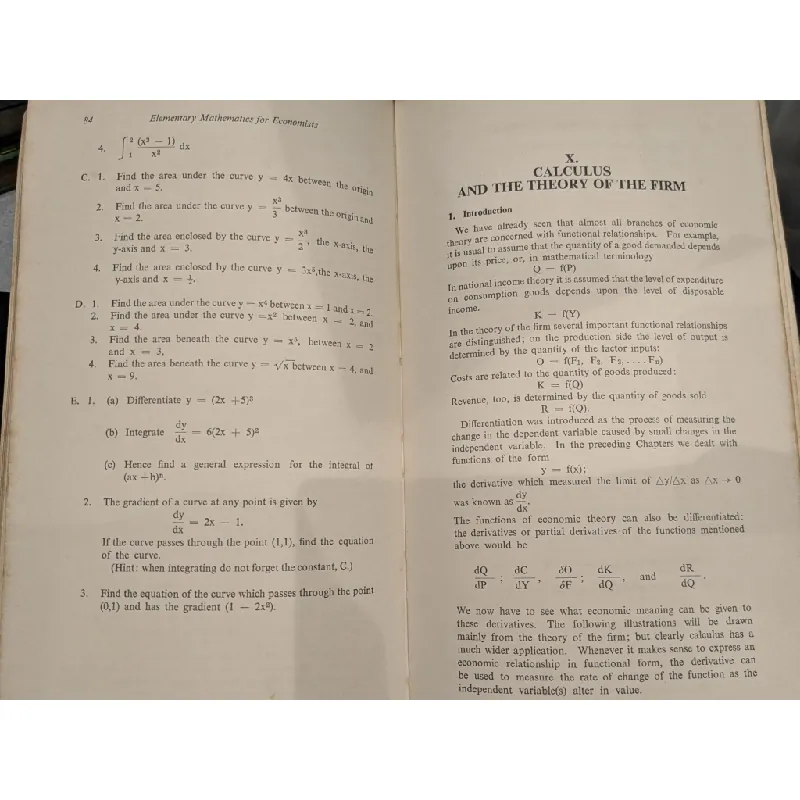 94 Elementary Mathematics for Economists
4. ∫₁² (x² − 1)/x² dx
C. 1. Find the area under the curve y = 4x between the origin
and x = 5.
2. Find the area under the curve y = x³/3 between the origin and
x = 2.
3. Find the area enclosed by the curve y = /2, the x-axis, the
y-axis and x = 3.
4. Find the area enclosed by the curve y = 3x², the x-axis, the
y-axis and x =
D. 1. Find the area under the curve y = between x = 1 and x = 2.
2. Find the area under the curve y =x² between x = 2, and
x = 4.
3. Find the area beneath the curve y = between x = 2
and x = 3,
4. Find the area beneath the curve y = √x between x = 4, and
x = 9.
E. 1. (a) Differentiate y = (2x +5)³
(b) Integrate dy/dx = 6(2x + 5)²
(c) Hence find a general expression for the integral of
(ax + b)ⁿ.
2. The gradient of a curve at any point is given by
dy/dx = 2x − 1.
If the curve passes through the point (1,1), find the equation
of the curve.
(Hint: when integrating do not forget the constant, C.)
3. Find the equation of the curve which passes through the point
(0,1) and has the gradient (1 − 2x²).
X.
CALCULUS
AND THE THEORY OF THE FIRM
1. Introduction
We have already seen that almost all branches of economic
theory are concerned with functional relationships. For example,
it is usual to assume that the quantity of a good demanded depends
upon its price, or, in mathematical terminology
Q = f(P)
In national income theory it is assumed that the level of expenditure
on consumption goods depends upon the level of disposable
income.
K = f(Y)
In the theory of the firm several important functional relationships
are distinguished; on the production side the level of output is
determined by the quantity of the factor inputs:
O = f(F₁, F₂, F₃, .... Fn)
Costs are related to the quantity of goods produced:
K = f(Q)
Revenue, too, is determined by the quantity of goods sold
R = f(Q).
Differentiation was introduced as the process of measuring the
change in the dependent variable caused by small changes in the
independent variable. In the preceding Chapters we dealt with
functions of the form
y = f(x);
the derivative which measured the limit of △y/△x as △x → 0
was known as dy/dx.
The functions of economic theory can also be differentiated:
the derivatives or partial derivatives of the functions mentioned
above would be
dQ/dP ; dC/dY , ∂O/∂F ; dK/dQ , and dR/dQ .
We now have to see what economic meaning can be given to
these derivatives. The following illustrations will be drawn
mainly from the theory of the firm; but clearly calculus has a
much wider application. Whenever it makes sense to express an
economic relationship in functional form, the derivative can
be used to measure the rate of change of the function as the
independent variable(s) alter in value.